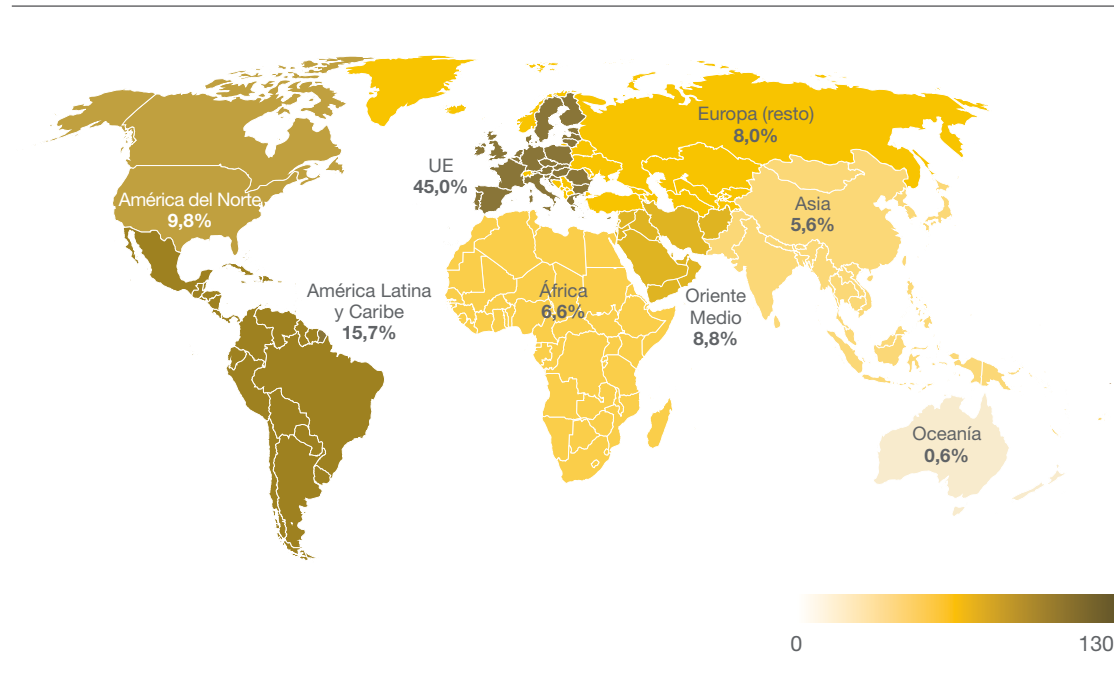 Europa (resto)
8,0%
UE
45,0%
América del Norte
9,8%
Asia
5,6%
América Latina
y Caribe
15,7%
África
6,6%
Oriente
Medio
8,8%
Oceanía
0,6%
0
130